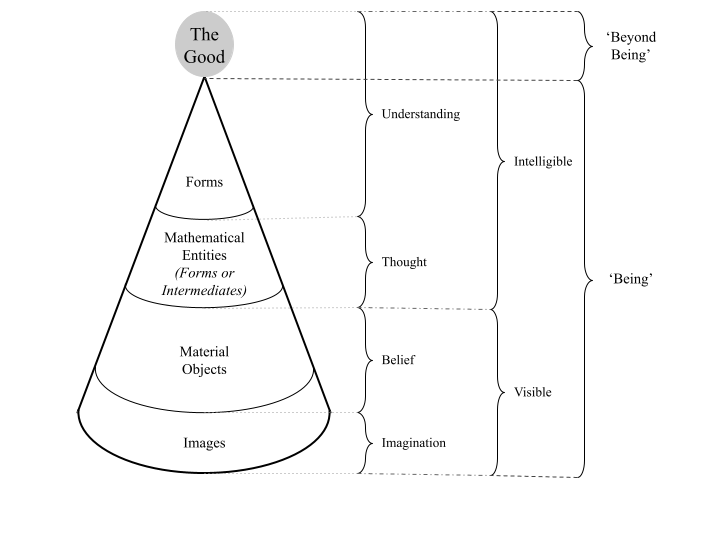 The
Good
‘Beyond
Being’
Understanding
Intelligible
Forms
Mathematical
Entities
(Forms or
Intermediates)
Thought
‘Being’
Material
Objects
Belief
Visible
Images
Imagination